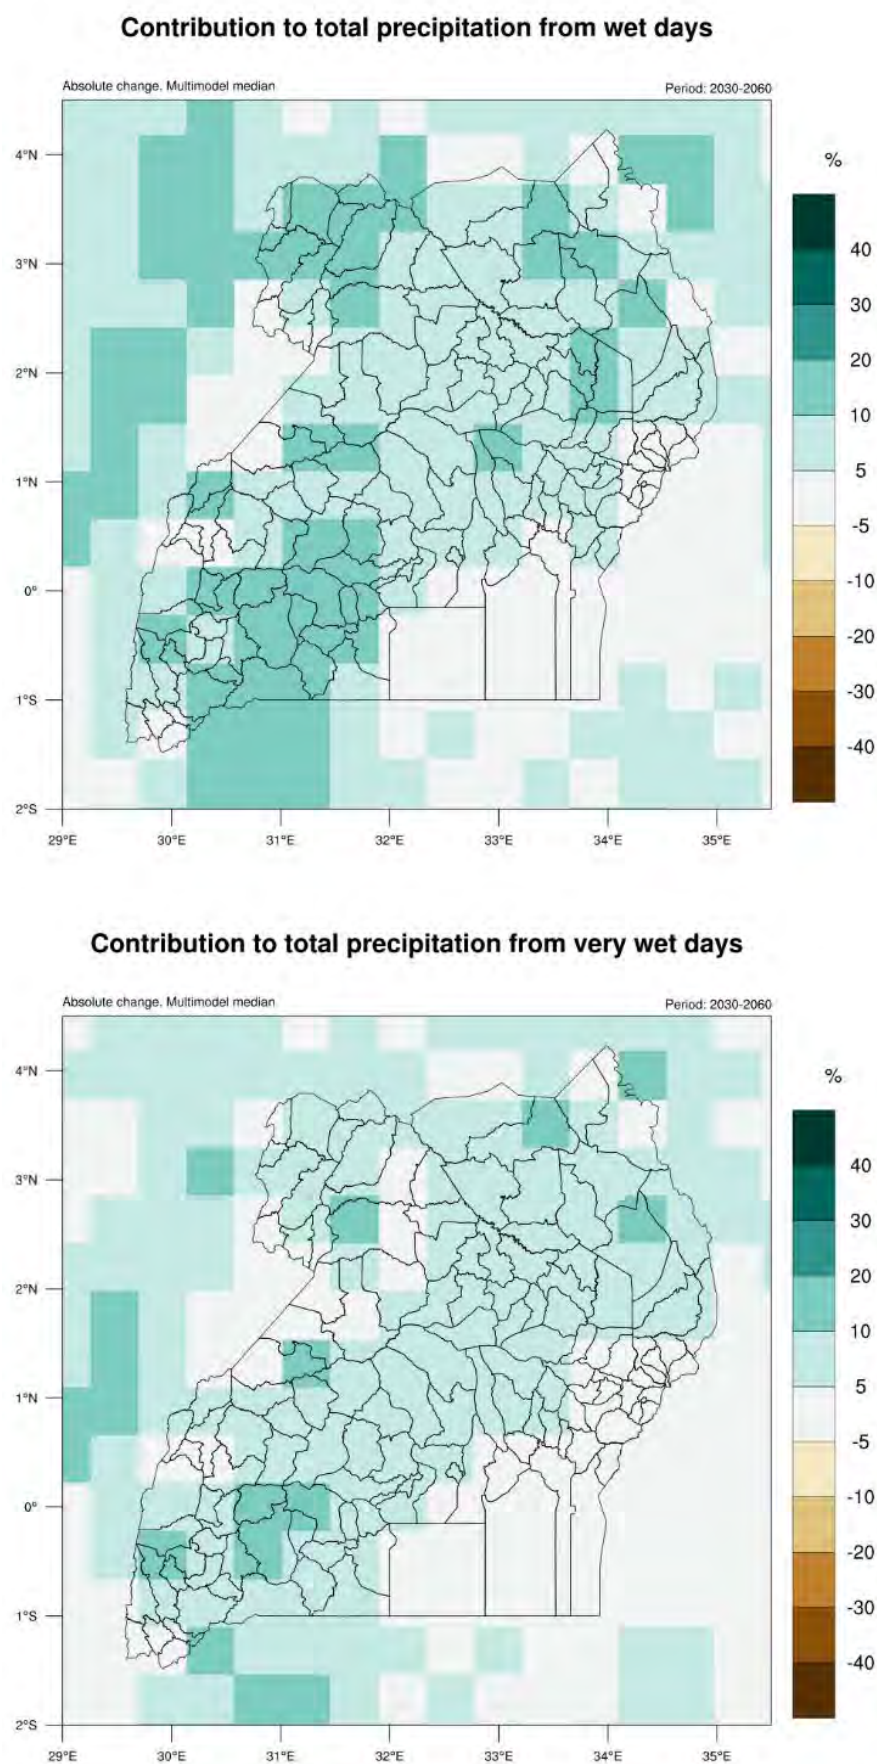 Contribution to total precipitation from wet days
Absolute change. Multimodel median
Period: 2030-2060
%
4°N
3°N
2°N
1°N
0°
1°S
2°S
29°E
30°E
31°E
32°E
33°E
34°E
35°E
40
30
20
10
5
-5
-10
-20
-30
-40
Contribution to total precipitation from very wet days
Absolute change. Multimodel median
Period: 2030-2060
%
4°N
3°N
2°N
1°N
0°
1°S
2°S
29°E
30°E
31°E
32°E
33°E
34°E
35°E
40
30
20
10
5
-5
-10
-20
-30
-40